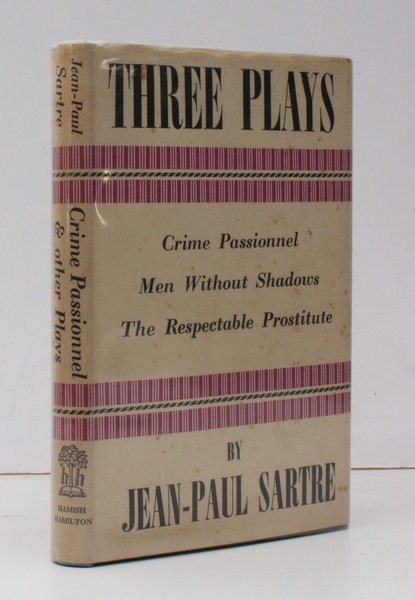 Jean-Paul
Sartre
Crime Passionnel
& other Plays
HAMISH
HAMILTON
THREE PLAYS
Crime Passionnel
Men Without Shadows
The Respectable Prostitute
BY
JEAN-PAUL SARTRE